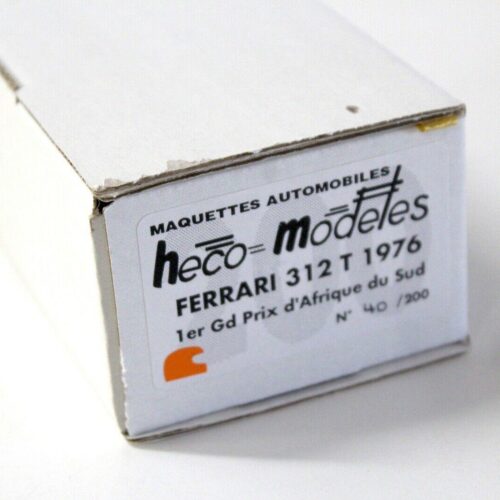 MAQUETTES AUTOMOBILES
heco=modeles
FERRARI 312 T 1976
1er Gd Prix d'Afrique du Sud
N° 40 /200